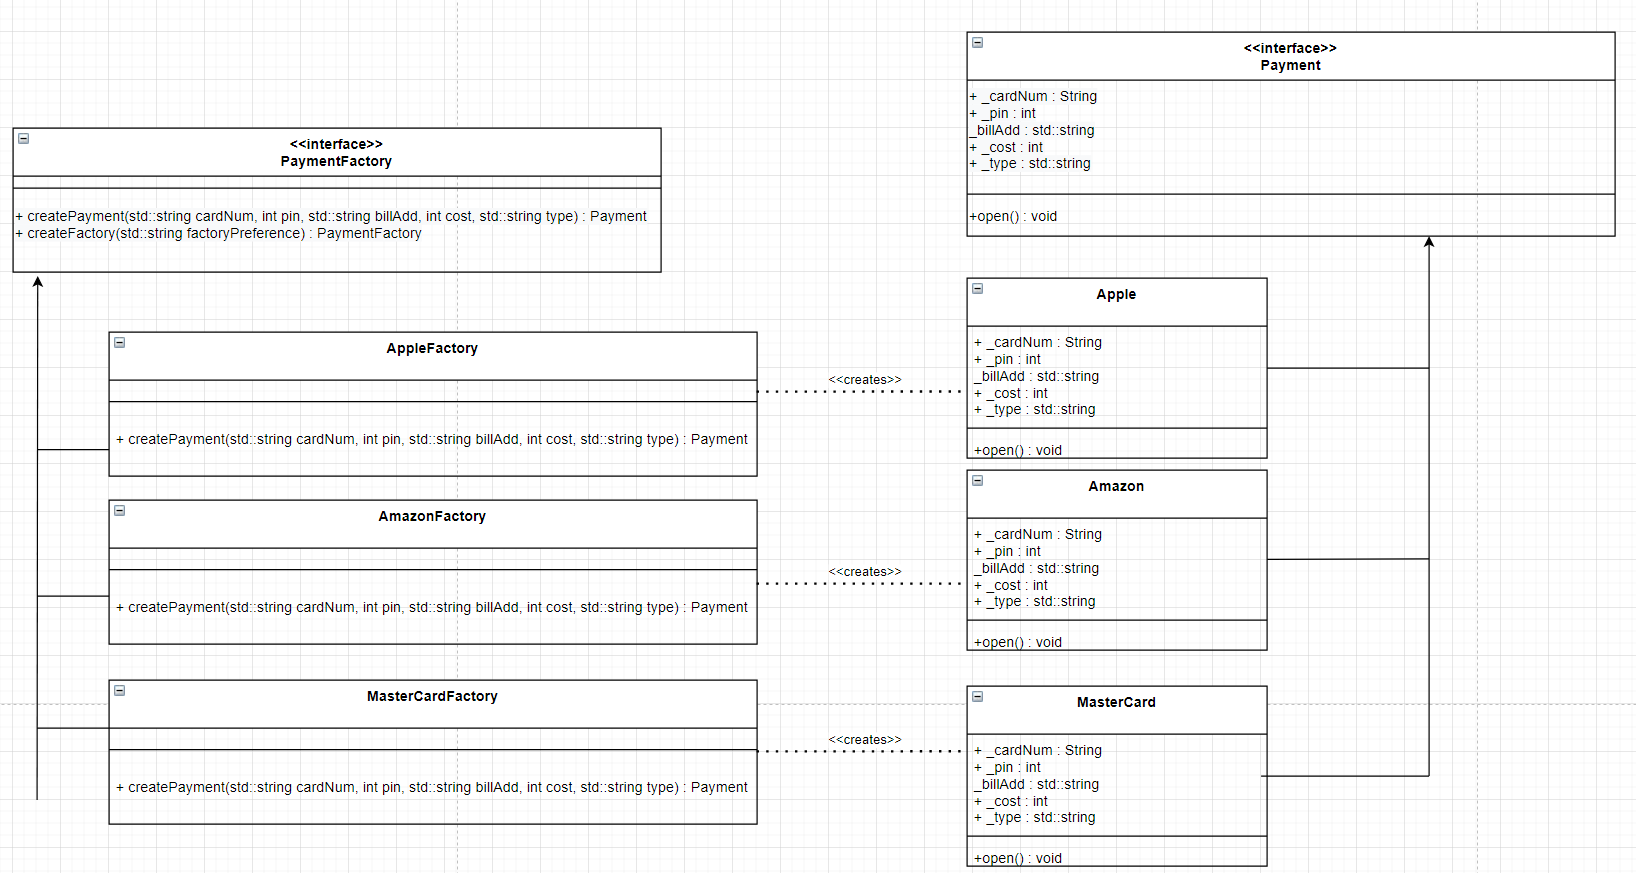 <<interface>>
Payment
+ _cardNum : String
+ _pin : int
_billAdd : std::string
+ _cost : int
+ _type : std::string
+open() : void
<<interface>>
PaymentFactory
+ createPayment(std::string cardNum, int pin, std::string billAdd, int cost, std::string type) : Payment
+ createFactory(std::string factoryPreference) : PaymentFactory
AppleFactory
+ createPayment(std::string cardNum, int pin, std::string billAdd, int cost, std::string type) : Payment
<<creates>>
Apple
+ _cardNum : String
+ _pin : int
_billAdd : std::string
+ _cost : int
+ _type : std::string
+open() : void
AmazonFactory
+ createPayment(std::string cardNum, int pin, std::string billAdd, int cost, std::string type) : Payment
<<creates>>
Amazon
+ _cardNum : String
+ _pin : int
_billAdd : std::string
+ _cost : int
+ _type : std::string
+open() : void
MasterCardFactory
+ createPayment(std::string cardNum, int pin, std::string billAdd, int cost, std::string type) : Payment
<<creates>>
MasterCard
+ _cardNum : String
+ _pin : int
_billAdd : std::string
+ _cost : int
+ _type : std::string
+open() : void